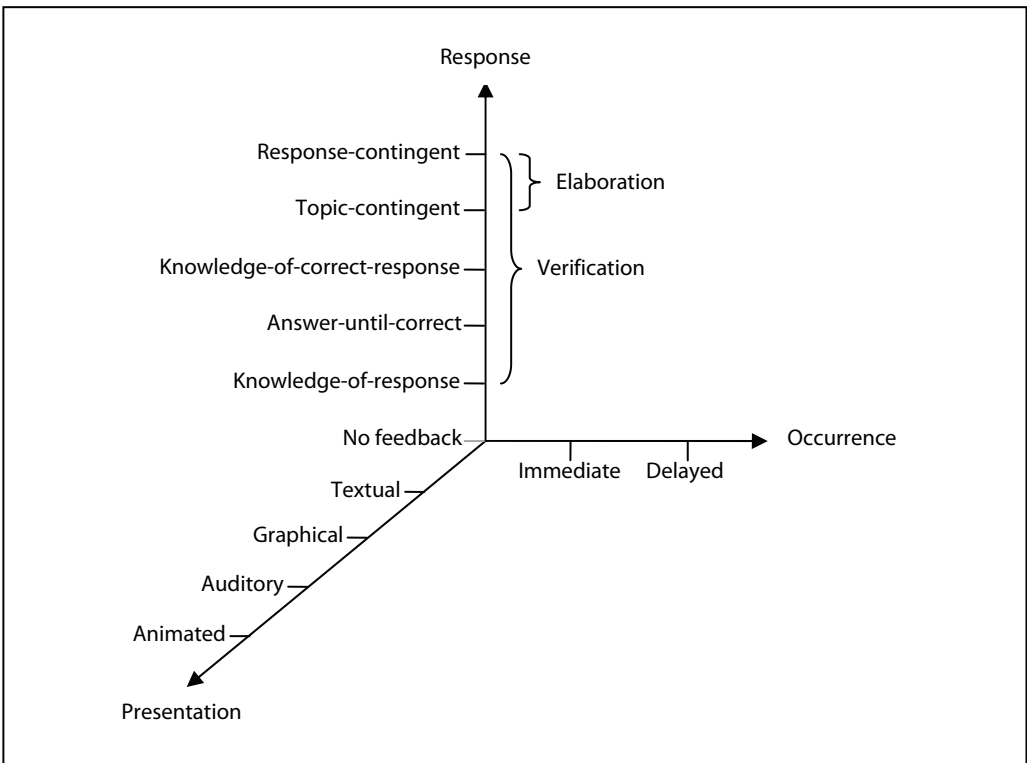 Response
Response-contingent
Elaboration
Topic-contingent
Knowledge-of-correct-response
Verification
Answer-until-correct
Knowledge-of-response
No feedback
Occurrence
Immediate
Delayed
Textual
Graphical
Auditory
Animated
Presentation